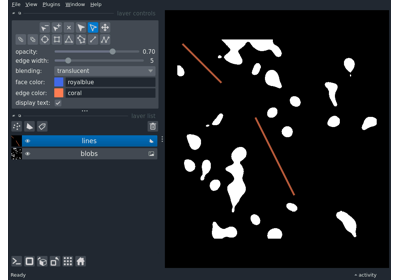 File View Plugins Window Help
layer controls
opacity: 0.70
edge width: 5
blending: translucent
face color: royalblue
edge color: coral
display text:
layer list
lines
blobs
Ready
activity